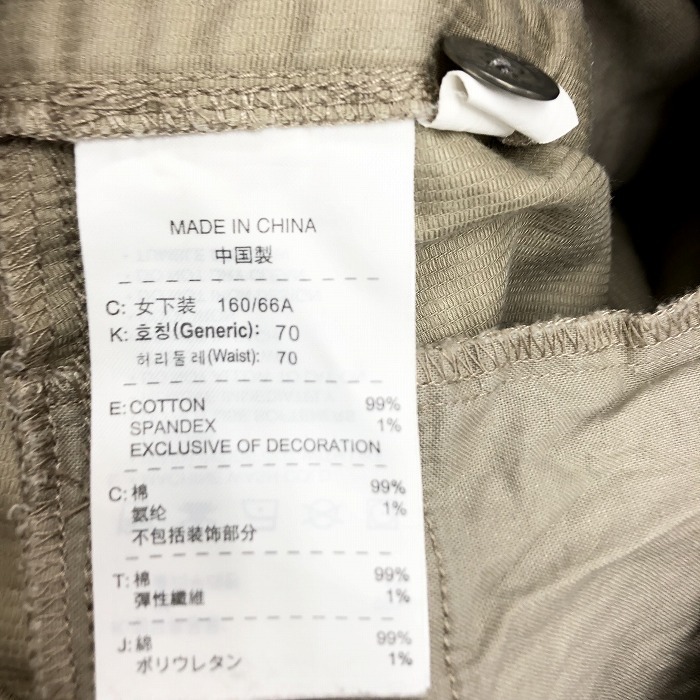 MADE IN CHINA
中国製
C: 女下装 160/66A
K: 호칭(Generic): 70
허리둘레(Waist): 70
E: COTTON 99%
SPANDEX 1%
EXCLUSIVE OF DECORATION
C: 棉 99%
氨纶 1%
不包括装饰部分
T: 棉 99%
彈性纖維 1%
J: 綿 99%
ポリウレタン 1%